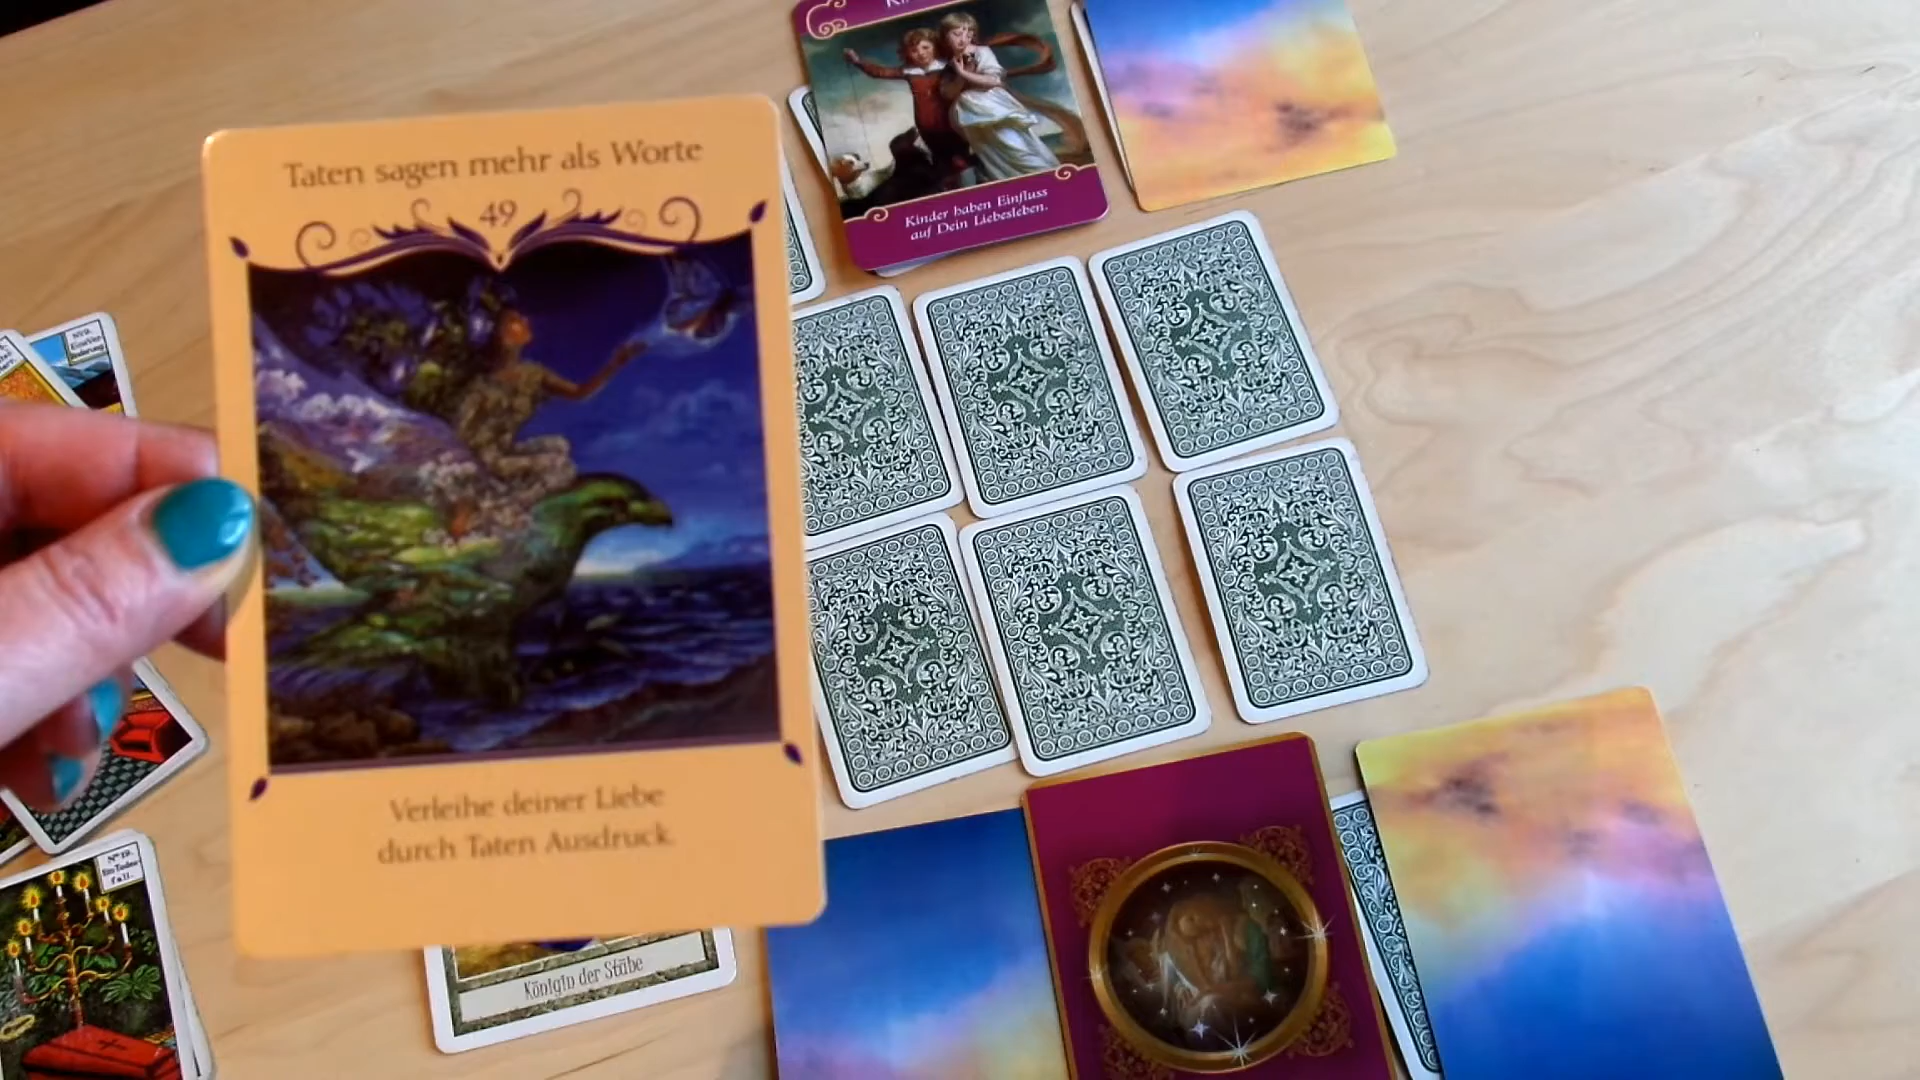 Taten sagen mehr als Worte
49
Verleihe deiner Liebe
durch Taten Ausdruck.
Kinder haben Einfluss
auf Dein Liebesleben.
Königin der Stäbe